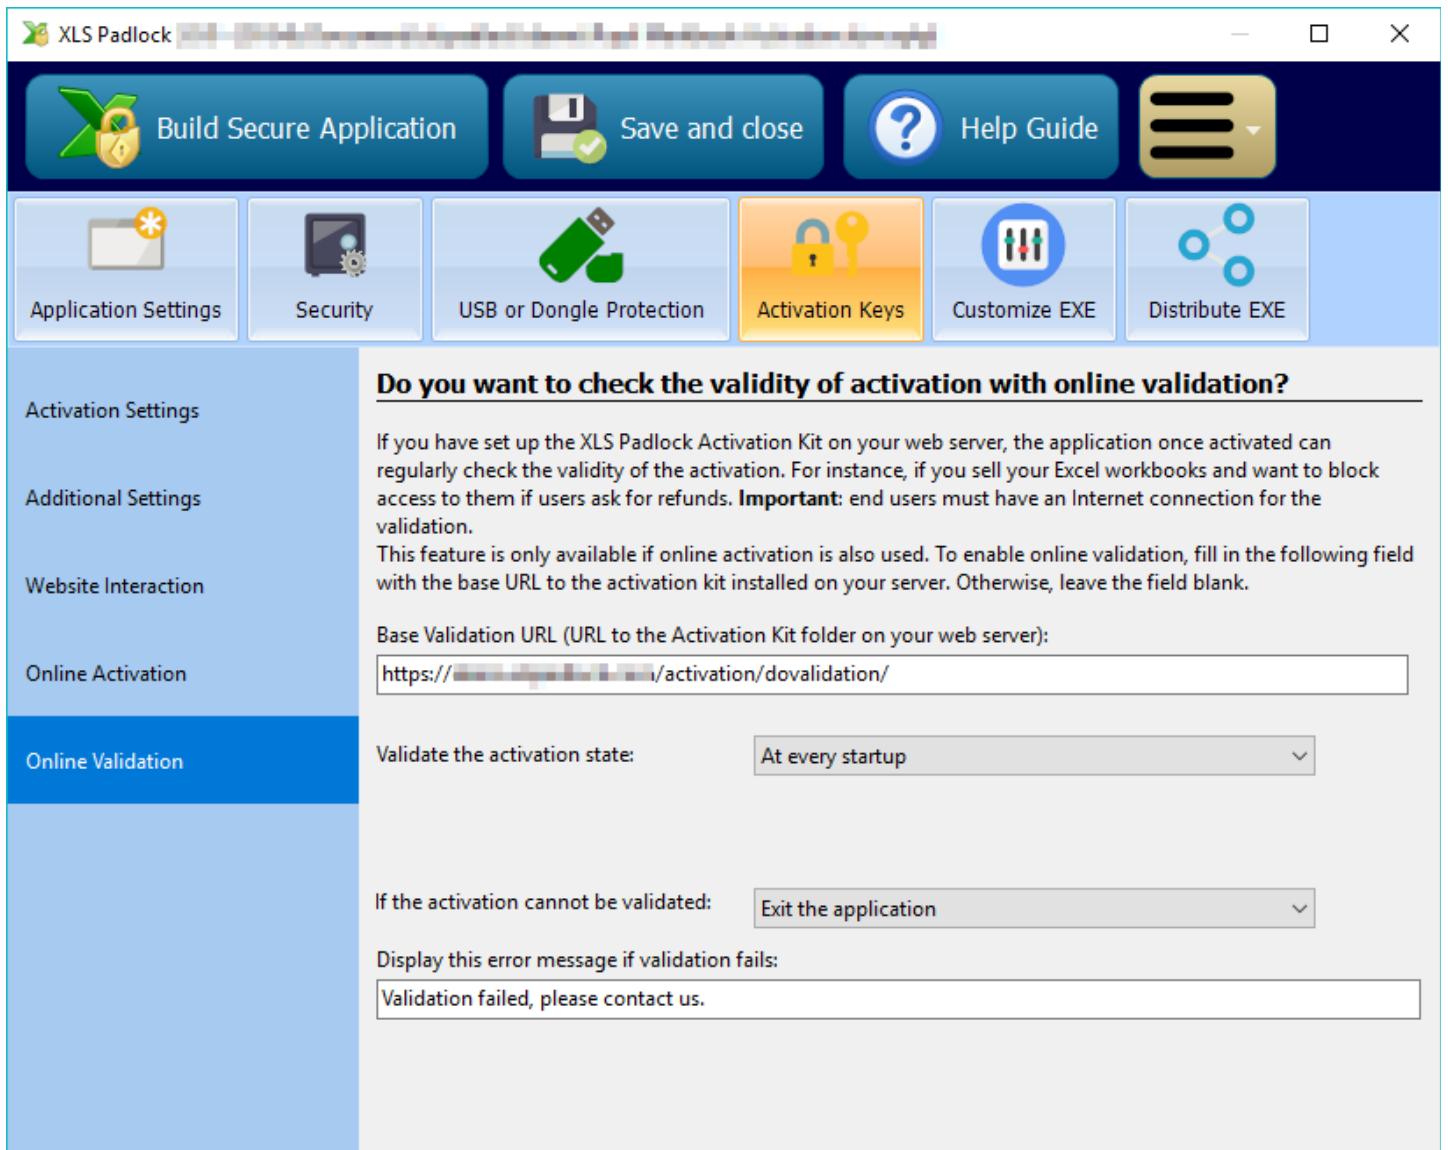 XLS Padlock
Build Secure Application
Save and close
Help Guide
Application Settings
Security
USB or Dongle Protection
Activation Keys
Customize EXE
Distribute EXE
Activation Settings
Additional Settings
Website Interaction
Online Activation
Online Validation
Do you want to check the validity of activation with online validation?
If you have set up the XLS Padlock Activation Kit on your web server, the application once activated can
regularly check the validity of the activation. For instance, if you sell your Excel workbooks and want to block
access to them if users ask for refunds. Important: end users must have an Internet connection for the
validation.
This feature is only available if online activation is also used. To enable online validation, fill in the following field
with the base URL to the activation kit installed on your server. Otherwise, leave the field blank.
Base Validation URL (URL to the Activation Kit folder on your web server):
https:// /activation/dovalidation/
Validate the activation state:
At every startup
If the activation cannot be validated:
Exit the application
Display this error message if validation fails:
Validation failed, please contact us.